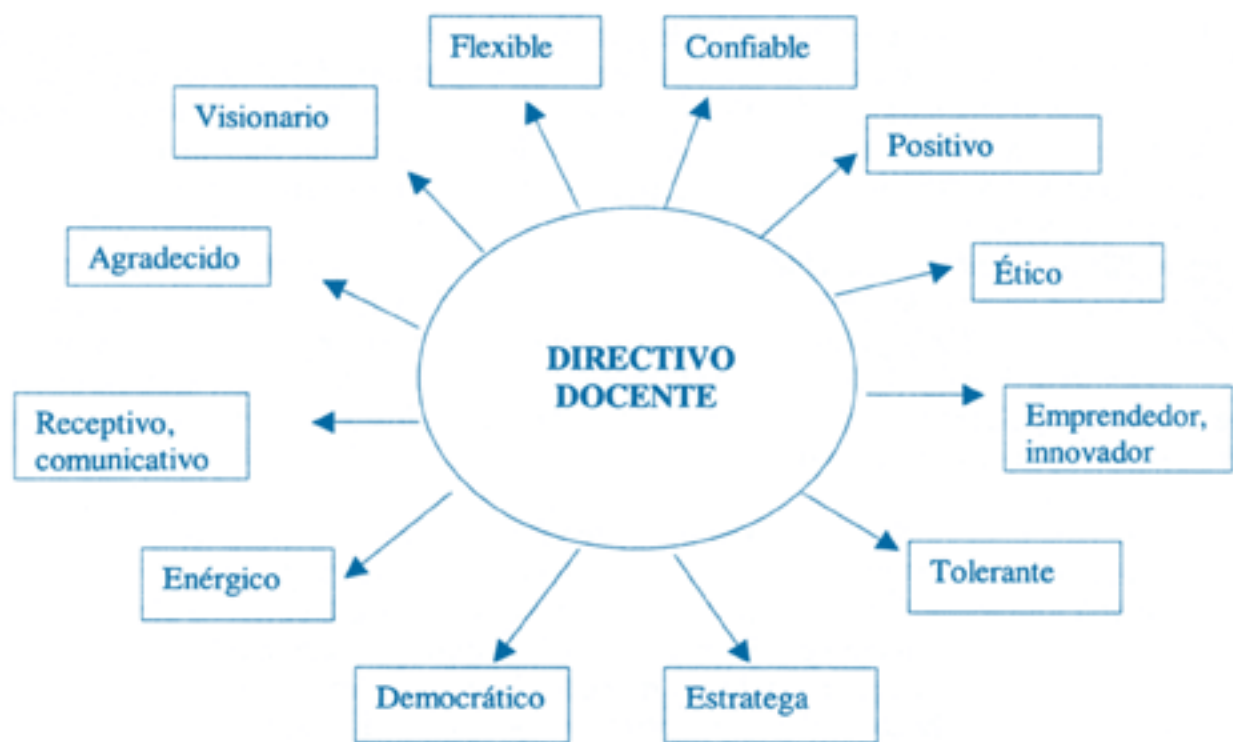 Flexible
Confiable
Visionario
Positivo
Agradecido
Ético
DIRECTIVO
DOCENTE
Receptivo,
comunicativo
Emprendedor,
innovador
Enérgico
Tolerante
Democrático
Estratega